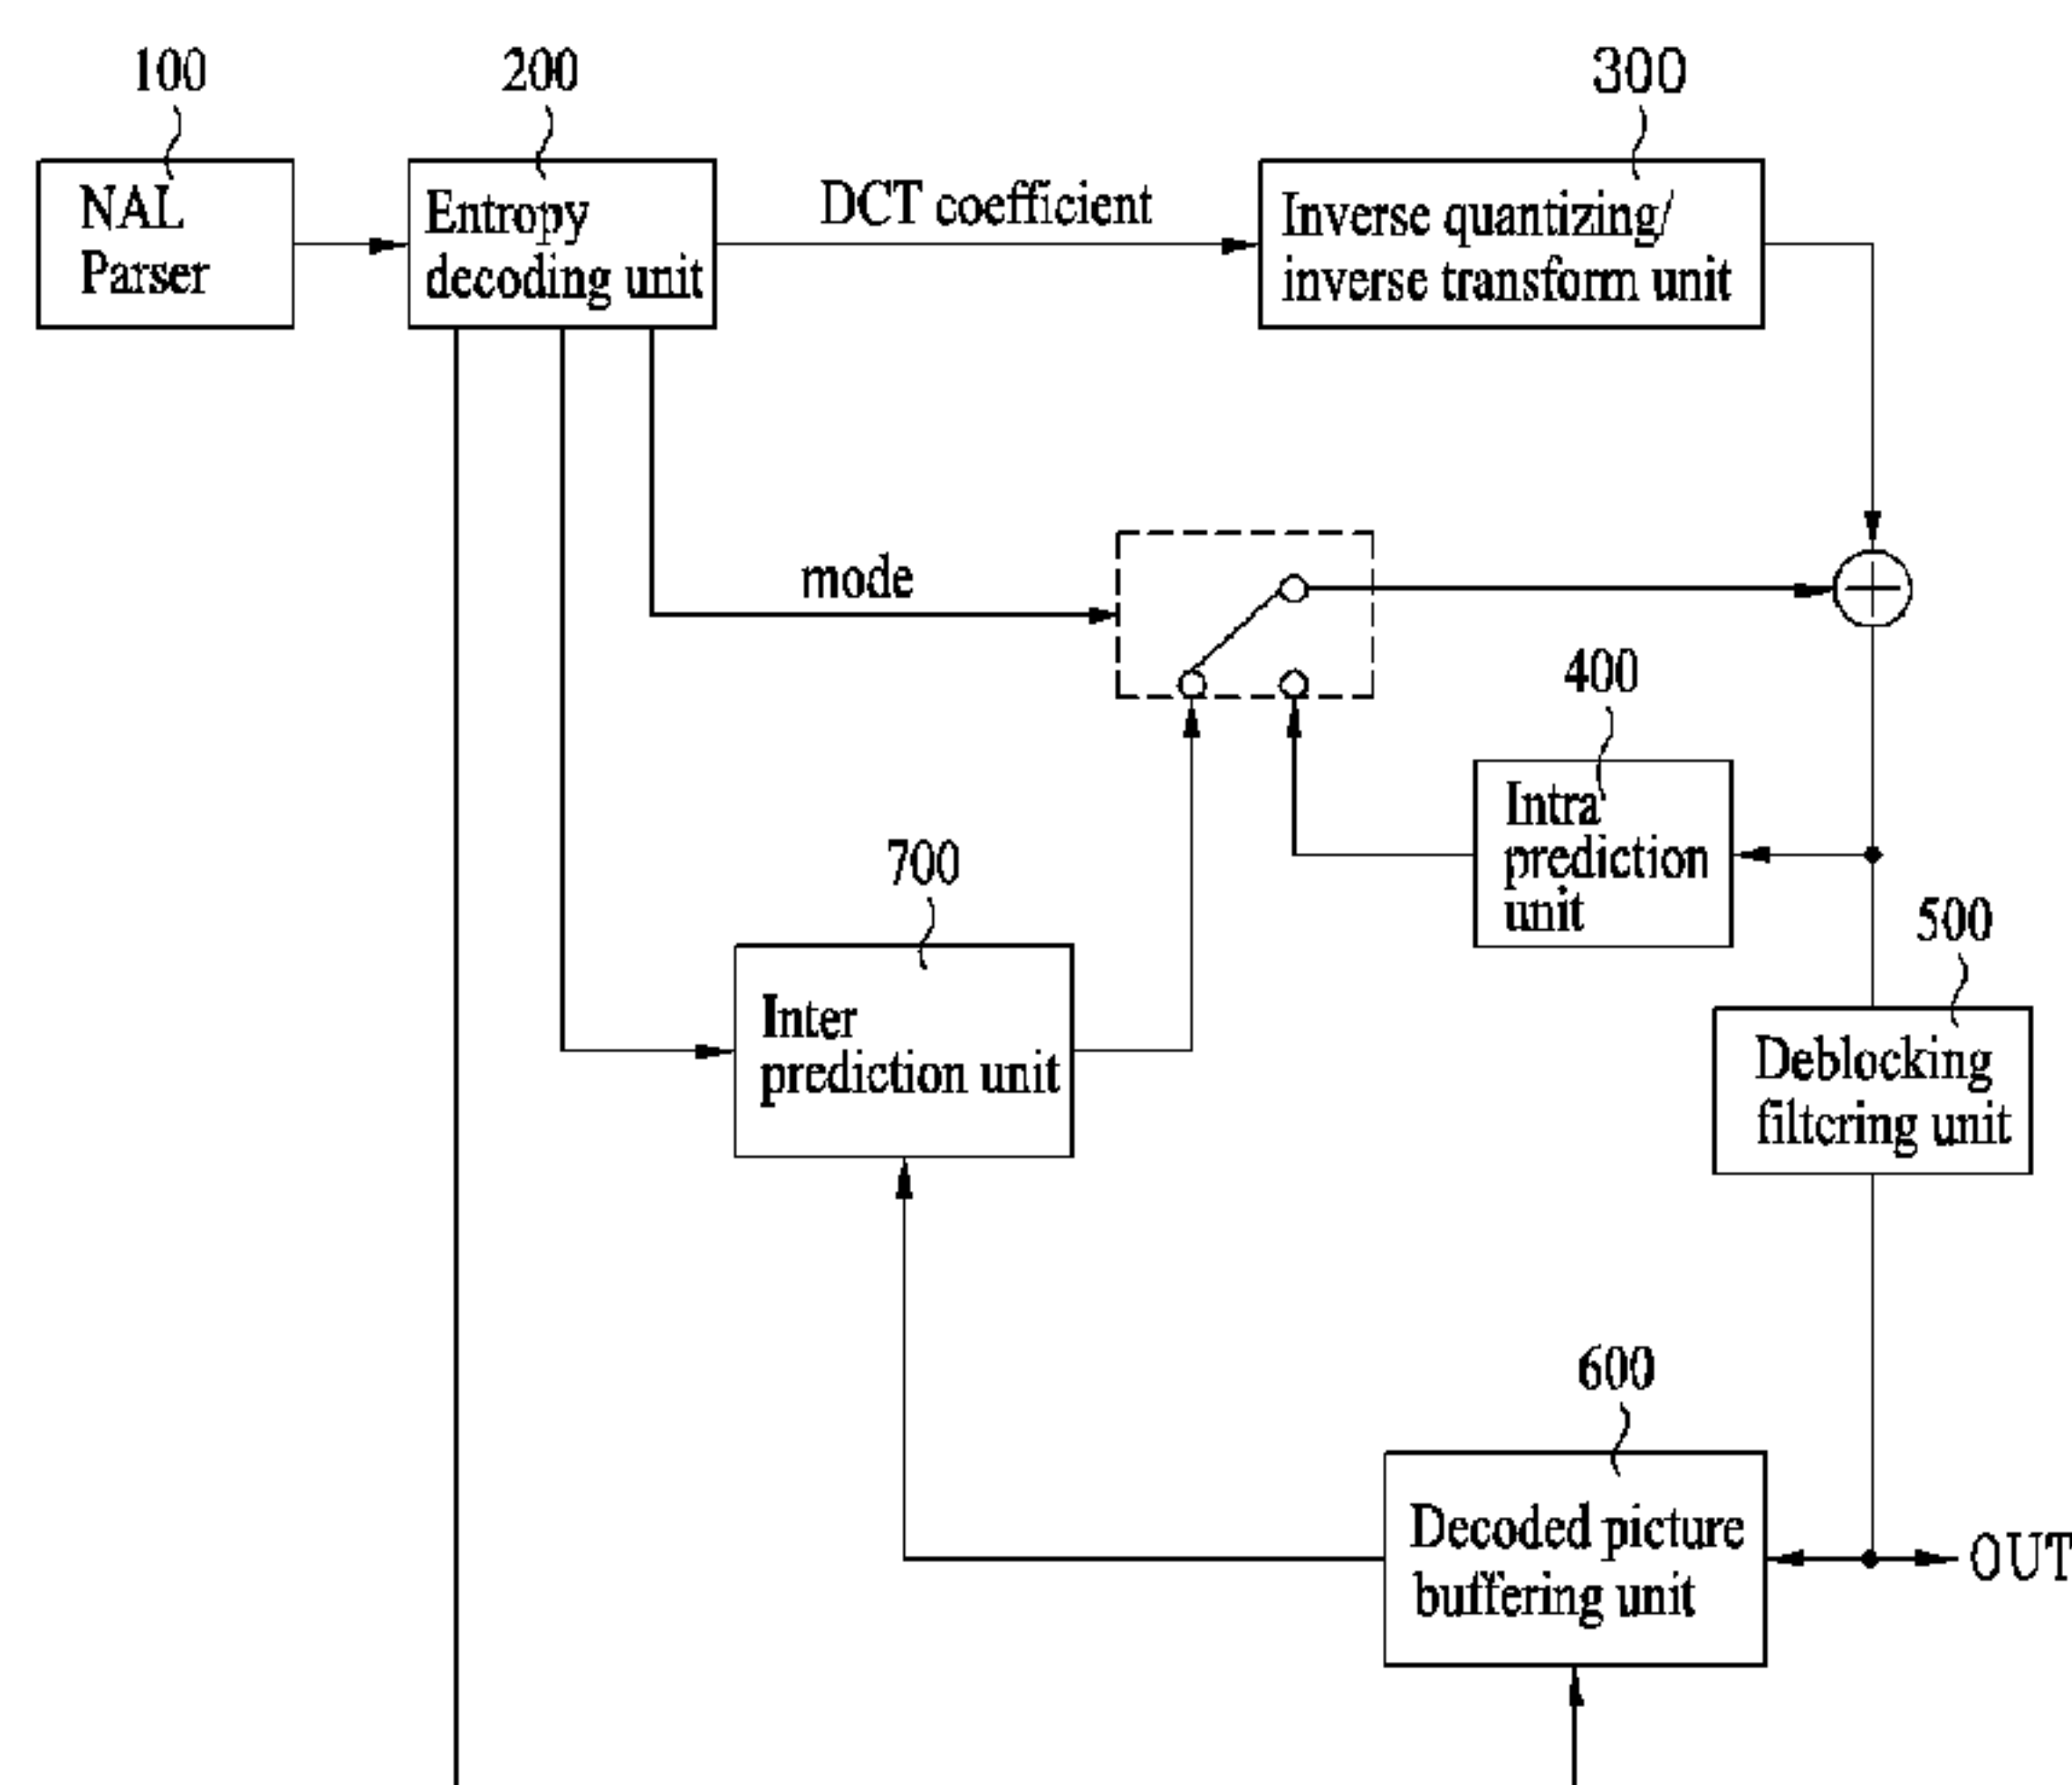 100
200
300
NAL
Parser
Entropy
decoding unit
DCT coefficient
Inverse quantizing/
inverse transform unit
mode
400
Intra
prediction
unit
700
500
Inter
prediction unit
Deblocking
filtering unit
600
Decoded picture
buffering unit
OUT